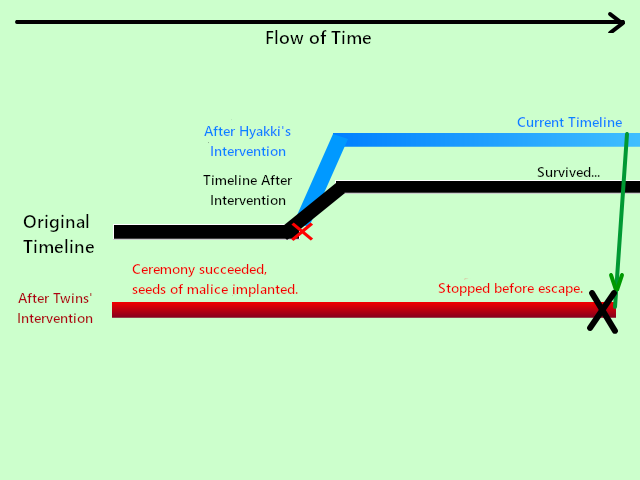 Flow of Time
After Hyakki's
Intervention
Current Timeline
Timeline After
Intervention
Survived...
Original
Timeline
Ceremony succeeded,
seeds of malice implanted.
Stopped before escape.
After Twins'
Intervention